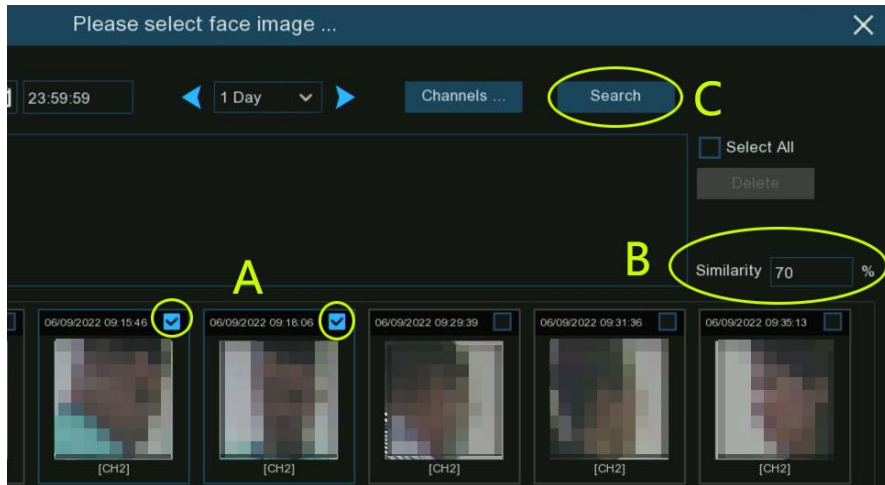 Please select face image ...
23:59:59
1 Day
Channels ...
Search
C
Select All
Delete
B
Similarity 70 %
A
06/09/2022 09:15:46
06/09/2022 09:18:06
06/09/2022 09:29:39
06/09/2022 09:31:36
06/09/2022 09:35:13
[CH2]
[CH2]
[CH2]
[CH2]
[CH2]